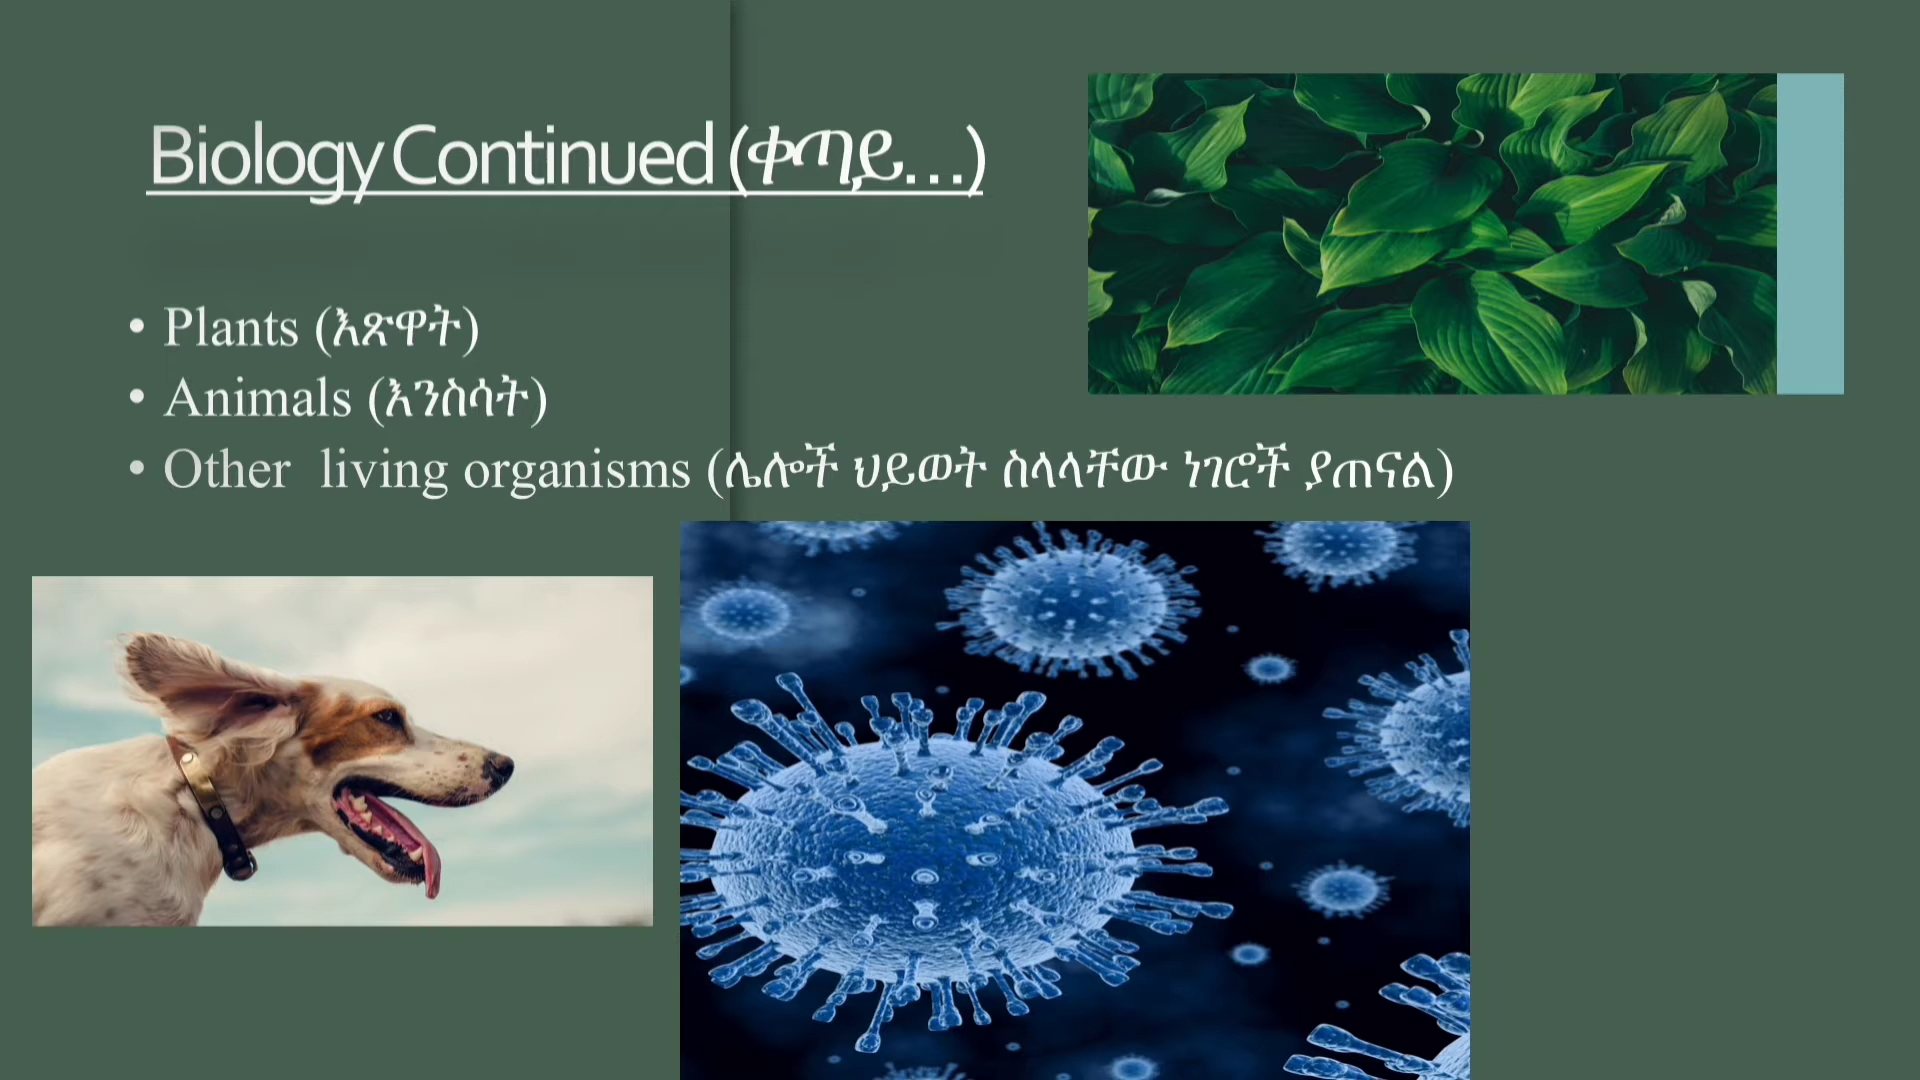 Biology Continued (ቀጣይ...)
• Plants (እጽዋት)
• Animals (እንስሳት)
• Other living organisms (ሌሎች ህይወት ስላላቸው ነገሮች ያጠናል)